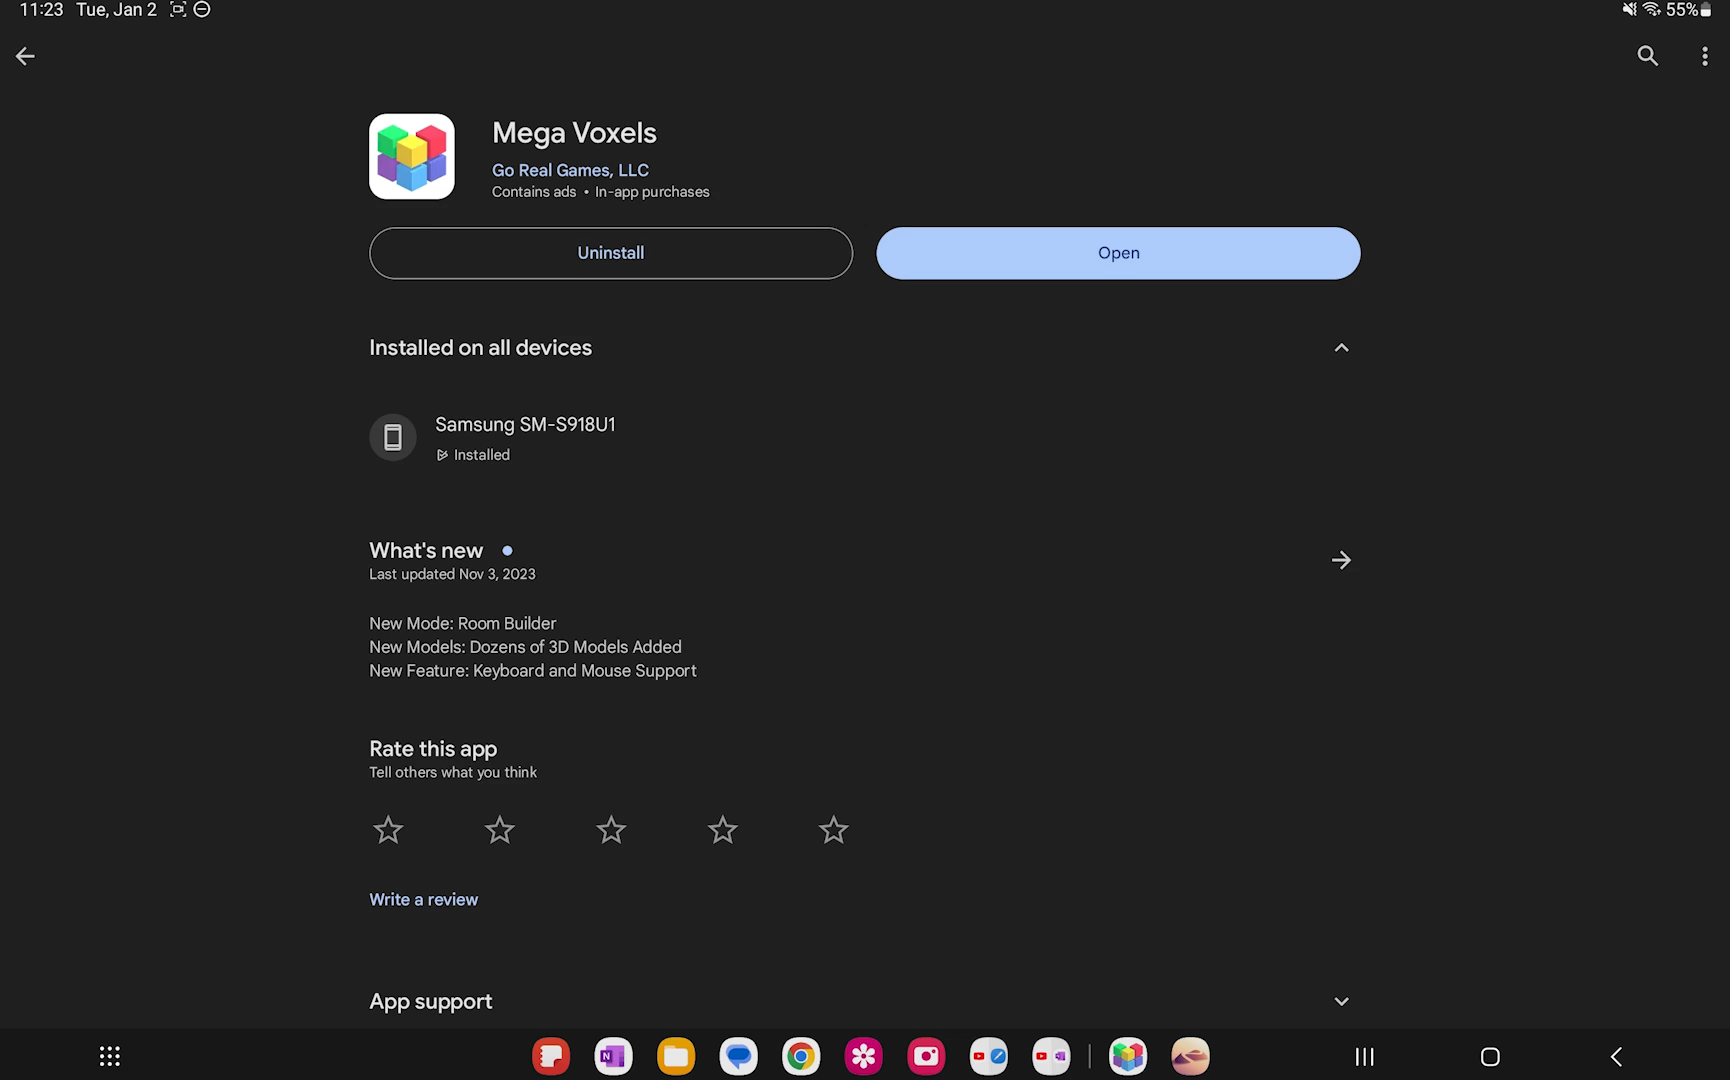 11:23 Tue, Jan 2
55%
Mega Voxels
Go Real Games, LLC
Contains ads • In-app purchases
Uninstall
Open
Installed on all devices
Samsung SM-S918U1
Installed
What's new
Last updated Nov 3, 2023
New Mode: Room Builder
New Models: Dozens of 3D Models Added
New Feature: Keyboard and Mouse Support
Rate this app
Tell others what you think
Write a review
App support
N